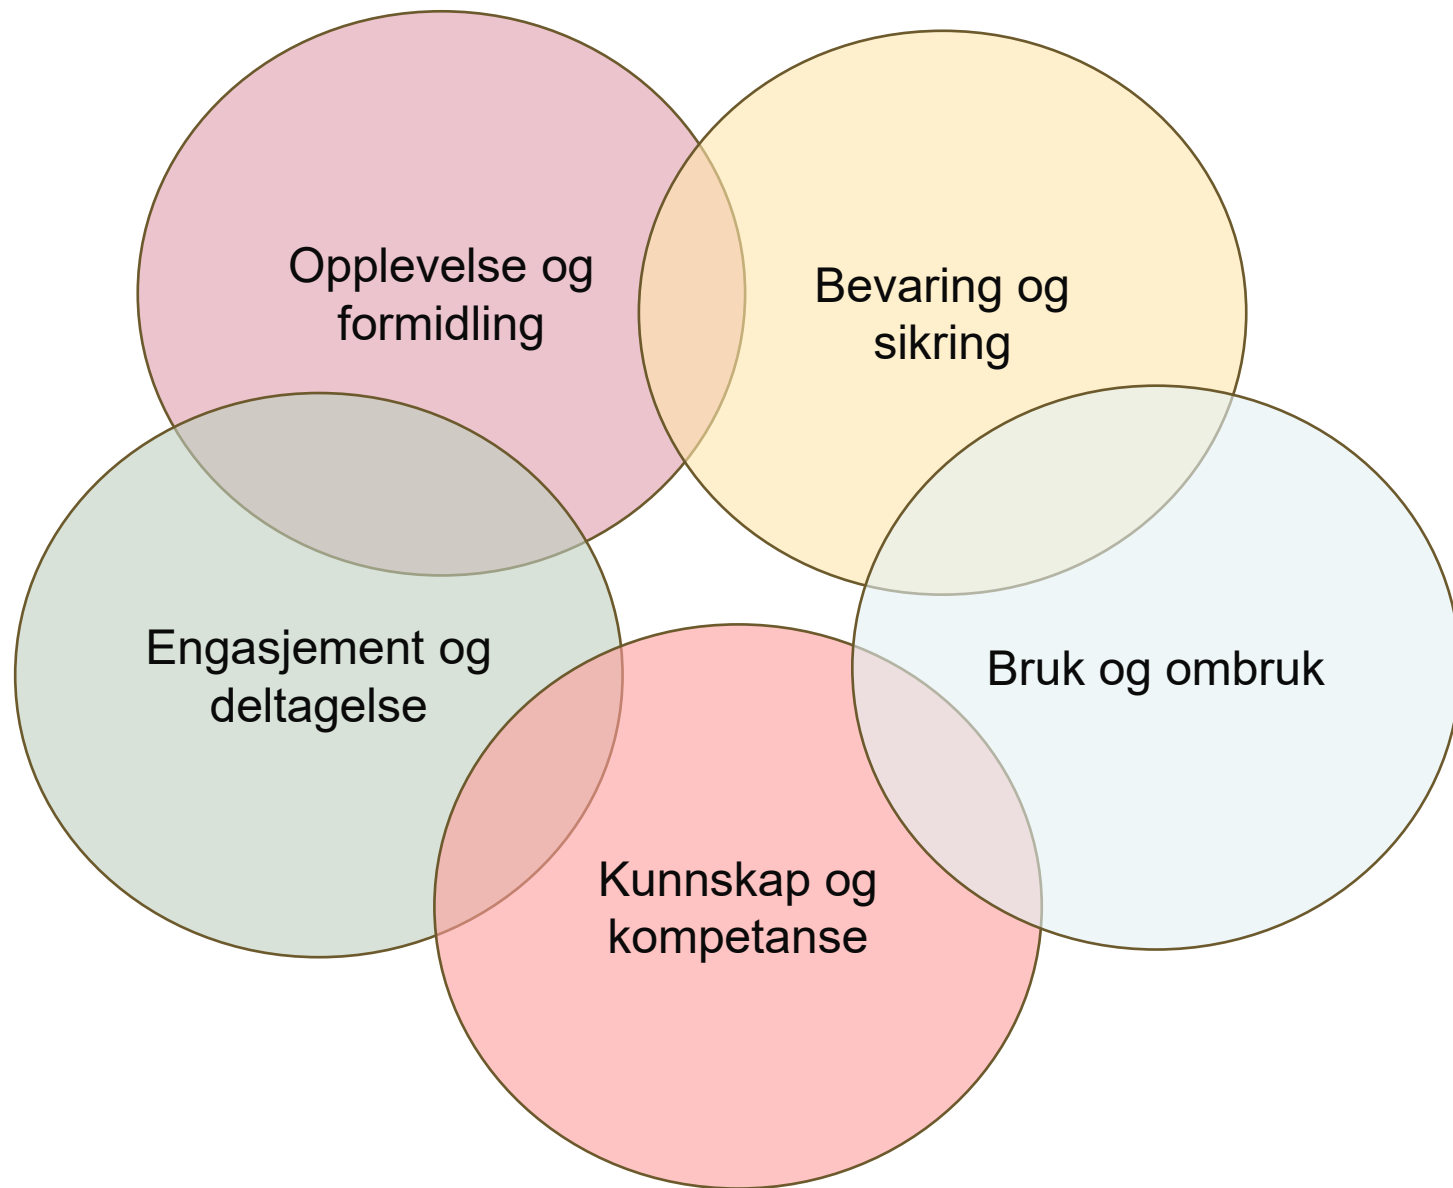 Opplevelse og
formidling
Bevaring og
sikring
Engasjement og
deltagelse
Bruk og ombruk
Kunnskap og
kompetanse